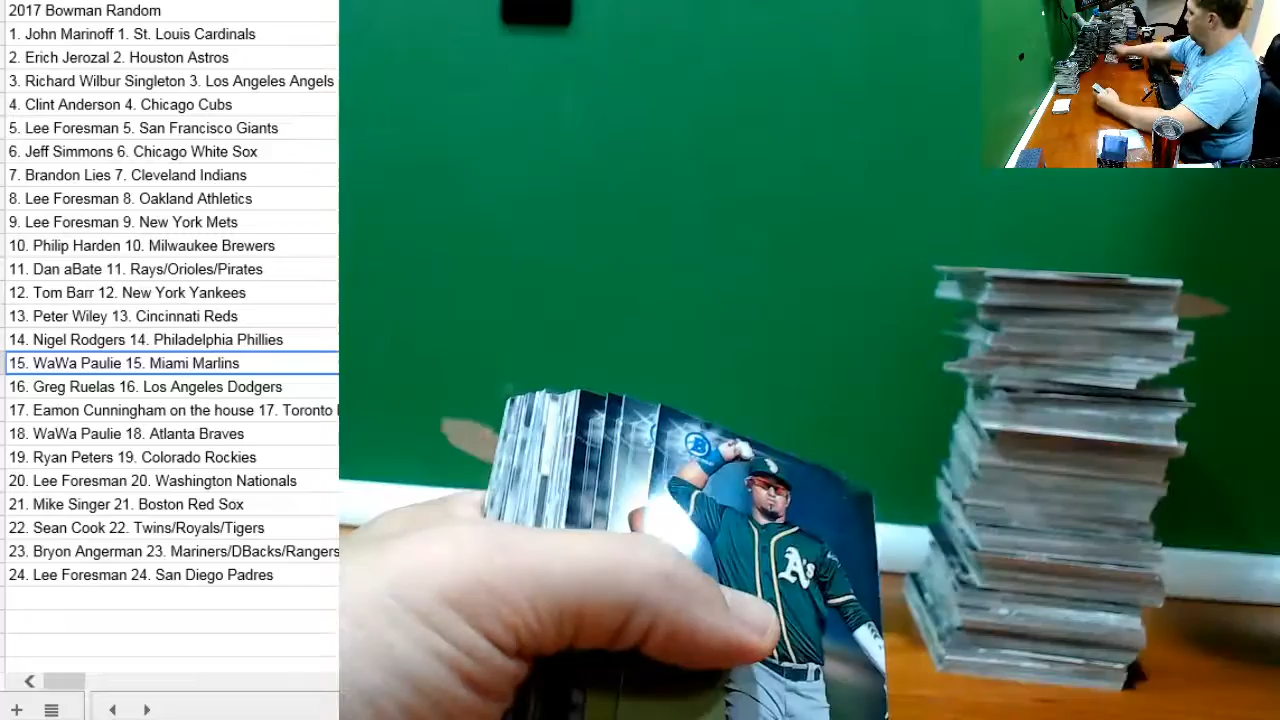 2017 Bowman Random
1. John Marinoff 1. St. Louis Cardinals
2. Erich Jerozal 2. Houston Astros
3. Richard Wilbur Singleton 3. Los Angeles Angels
4. Clint Anderson 4. Chicago Cubs
5. Lee Foresman 5. San Francisco Giants
6. Jeff Simmons 6. Chicago White Sox
7. Brandon Lies 7. Cleveland Indians
8. Lee Foresman 8. Oakland Athletics
9. Lee Foresman 9. New York Mets
10. Philip Harden 10. Milwaukee Brewers
11. Dan aBate 11. Rays/Orioles/Pirates
12. Tom Barr 12. New York Yankees
13. Peter Wiley 13. Cincinnati Reds
14. Nigel Rodgers 14. Philadelphia Phillies
15. WaWa Paulie 15. Miami Marlins
16. Greg Ruelas 16. Los Angeles Dodgers
17. Eamon Cunningham on the house 17. Toronto
18. WaWa Paulie 18. Atlanta Braves
19. Ryan Peters 19. Colorado Rockies
20. Lee Foresman 20. Washington Nationals
21. Mike Singer 21. Boston Red Sox
22. Sean Cook 22. Twins/Royals/Tigers
23. Bryon Angerman 23. Mariners/DBacks/Rangers
24. Lee Foresman 24. San Diego Padres
A's